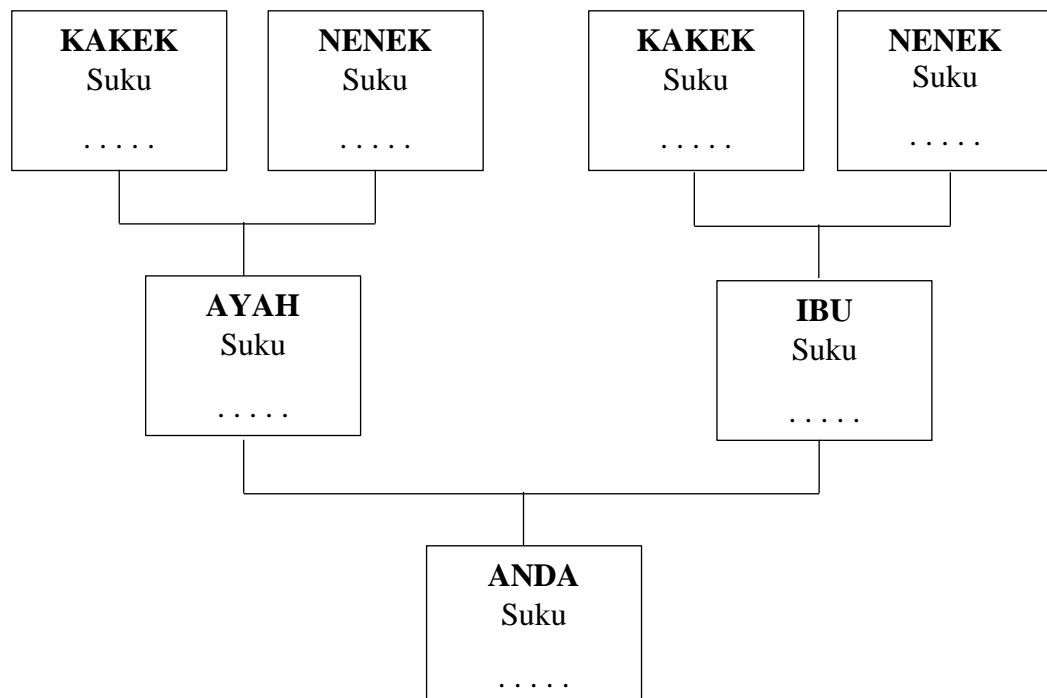 KAKEK
Suku
. . . . .
NENEK
Suku
. . . . .
KAKEK
Suku
. . . . .
NENEK
Suku
. . . . .
AYAH
Suku
. . . . .
IBU
Suku
. . . . .
ANDA
Suku
. . . . .